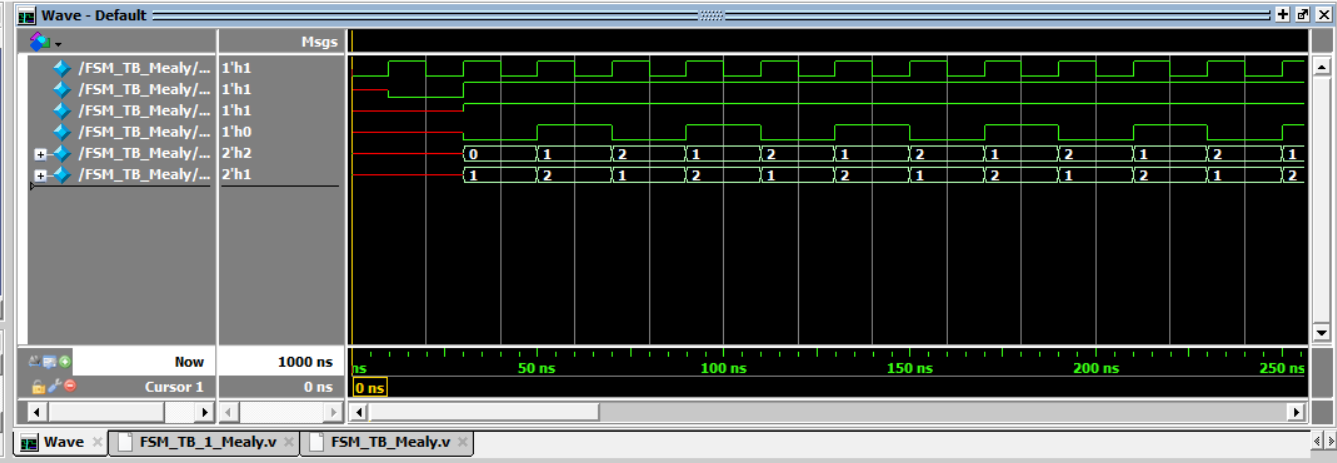 Wave - Default
Msgs
/FSM_TB_Mealy/... 1'h1
/FSM_TB_Mealy/... 1'h1
/FSM_TB_Mealy/... 1'h1
/FSM_TB_Mealy/... 1'h0
/FSM_TB_Mealy/... 2'h2 0 1 2 1 2 1 2 1 2 1 2 1
/FSM_TB_Mealy/... 2'h1 1 2 1 2 1 2 1 2 1 2 1 2
Now 1000 ns ns 50 ns 100 ns 150 ns 200 ns 250 ns
Cursor 1 0 ns 0 ns
Wave FSM_TB_1_Mealy.v FSM_TB_Mealy.v